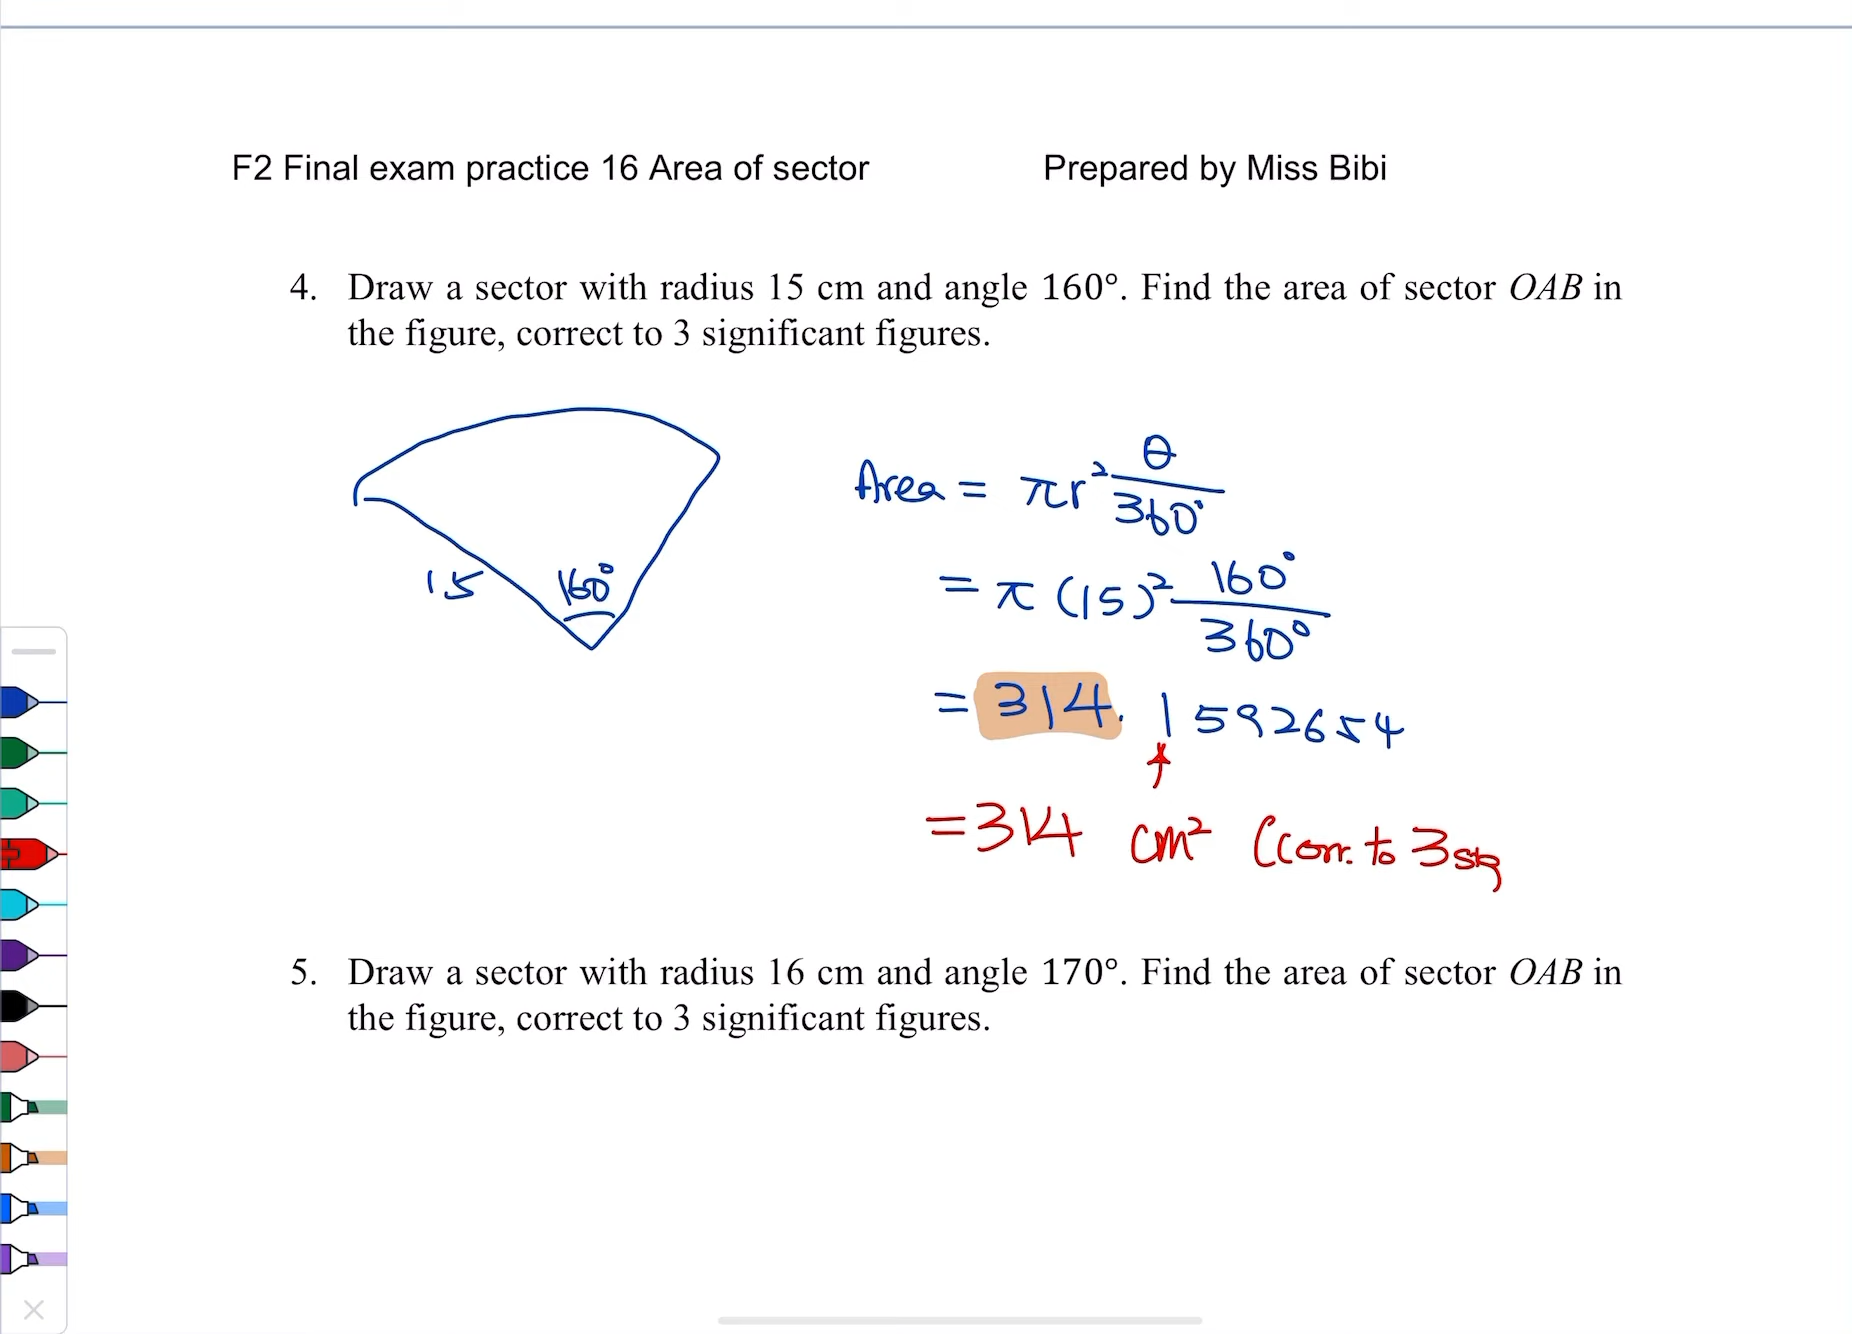 F2 Final exam practice 16 Area of sector Prepared by Miss Bibi
4. Draw a sector with radius 15 cm and angle 160°. Find the area of sector OAB in
the figure, correct to 3 significant figures.
15
160°
Area = πr² θ/360°
= π (15)² 160°/360°
= 314.1592654
= 314 cm² (corr. to 3 sig
5. Draw a sector with radius 16 cm and angle 170°. Find the area of sector OAB in
the figure, correct to 3 significant figures.